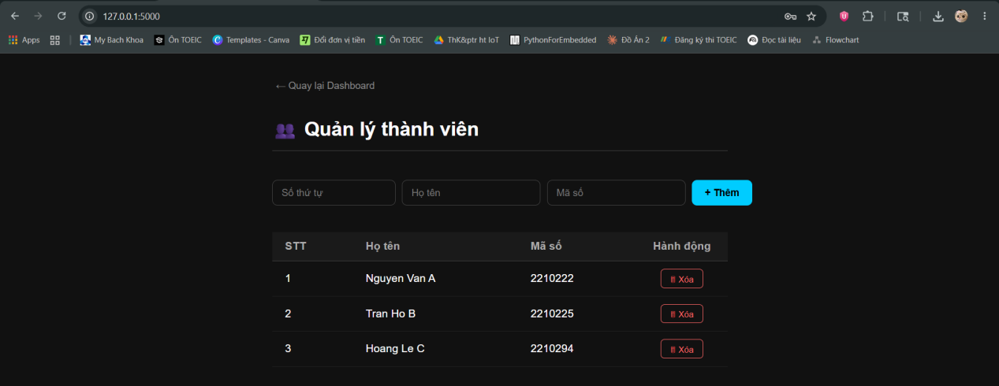 127.0.0.1:5000
Apps My Bach Khoa Ôn TOEIC Templates - Canva Đổi đơn vị tiền T Ôn TOEIC ThK&ptr ht IoT PythonForEmbedded Đồ Án 2 Đăng ký thi TOEIC Đọc tài liệu Flowchart
← Quay lại Dashboard
Quản lý thành viên
Số thứ tự Họ tên Mã số + Thêm
STT Họ tên Mã số Hành động
1 Nguyen Van A 2210222 Xóa
2 Tran Ho B 2210225 Xóa
3 Hoang Le C 2210294 Xóa